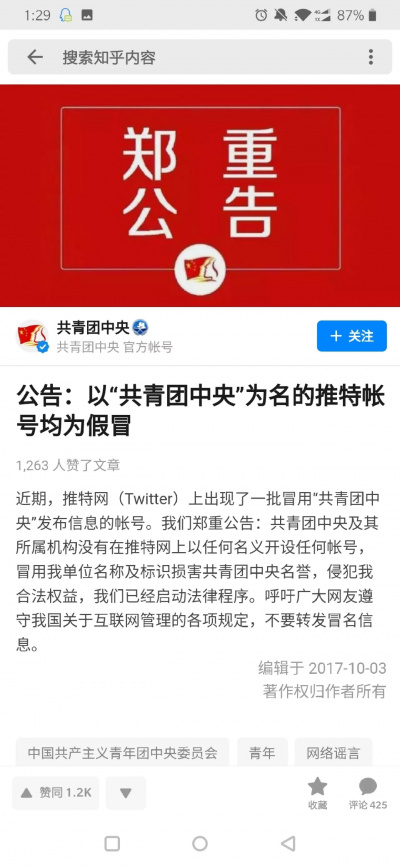 1:29
87%
搜索知乎内容
郑重
公告
共青团中央
共青团中央 官方帐号
关注
公告：以“共青团中央”为名的推特帐
号均为假冒
1,263 人赞了文章
近期，推特网（Twitter）上出现了一批冒用“共青团中
央”发布信息的帐号。我们郑重公告：共青团中央及其
所属机构没有在推特网上以任何名义开设任何帐号，
冒用我单位名称及标识损害共青团中央名誉，侵犯我
合法权益，我们已经启动法律程序。呼吁广大网友遵
守我国关于互联网管理的各项规定，不要转发冒名信
息。
编辑于 2017-10-03
著作权归作者所有
中国共产主义青年团中央委员会
青年
网络谣言
赞同 1.2K
收藏
评论 425